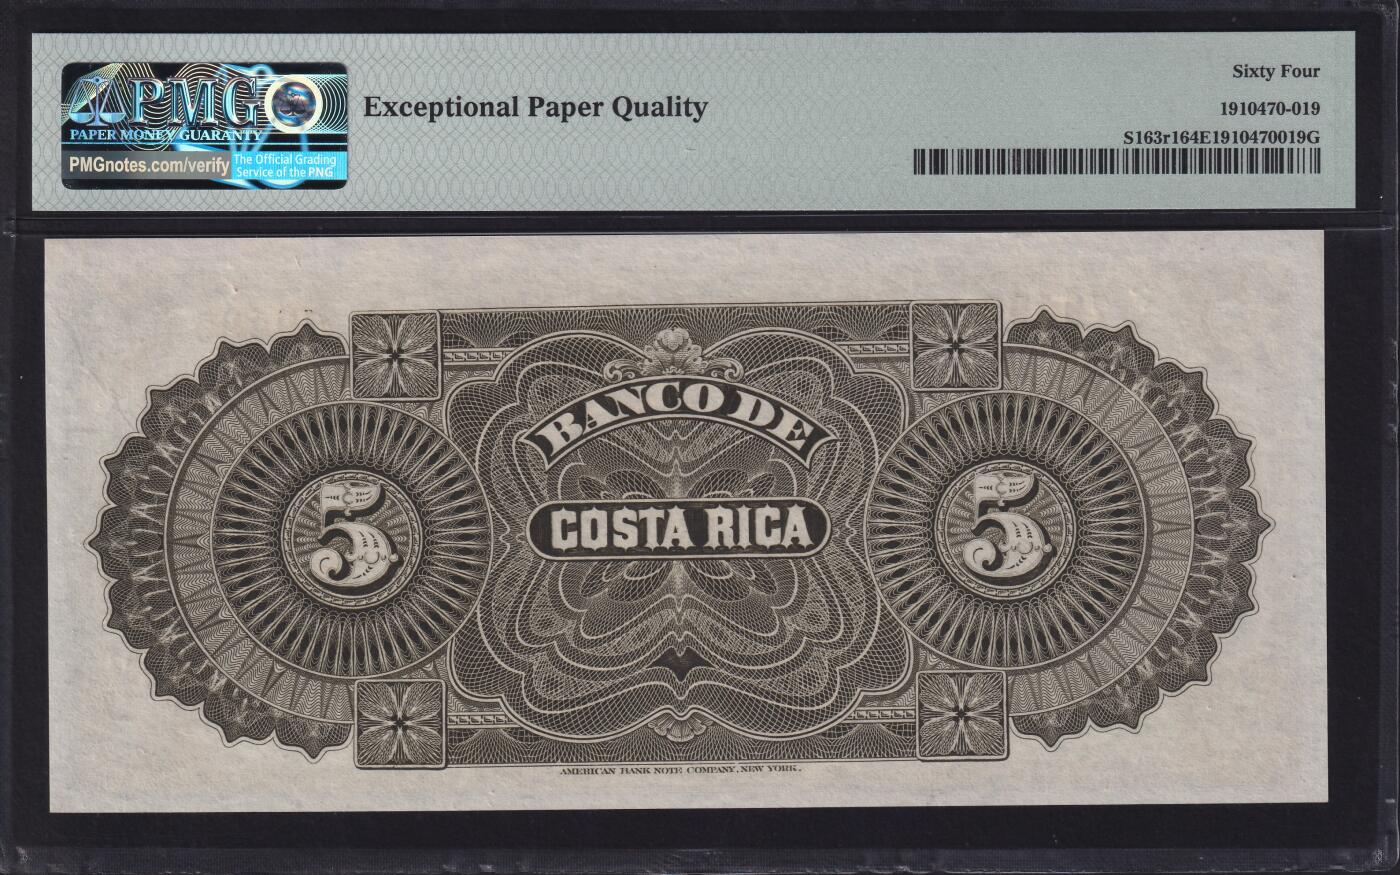 PMG
PAPER MONEY GUARANTY
PMGnotes.com/verify
The Official Grading
Service of the PNG
Exceptional Paper Quality
Sixty Four
1910470-019
S163r164E1910470019G
BANCO DE
COSTA RICA
5
5
AMERICAN BANK NOTE COMPANY, NEW YORK.